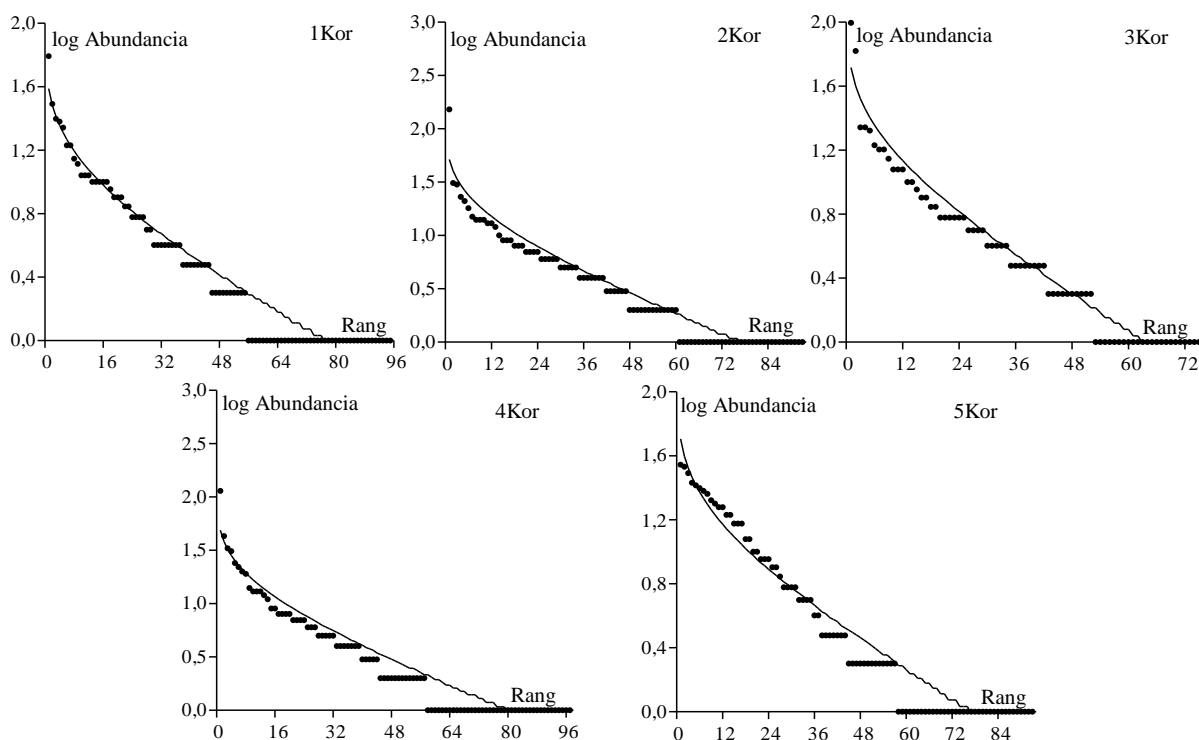 2,0
log Abundancia
1Kor
1,6
1,2
0,8
0,4
0,0
Rang
0 16 32 48 64 80 96
3,0
log Abundancia
2Kor
2,5
2,0
1,5
1,0
0,5
0,0
Rang
0 12 24 36 48 60 72 84
2,0
log Abundancia
3Kor
1,6
1,2
0,8
0,4
0,0
Rang
0 12 24 36 48 60 72
3,0
log Abundancia
4Kor
2,5
2,0
1,5
1,0
0,5
0,0
Rang
0 16 32 48 64 80 96
2,0
log Abundancia
5Kor
1,6
1,2
0,8
0,4
0,0
Rang
0 12 24 36 48 60 72 84